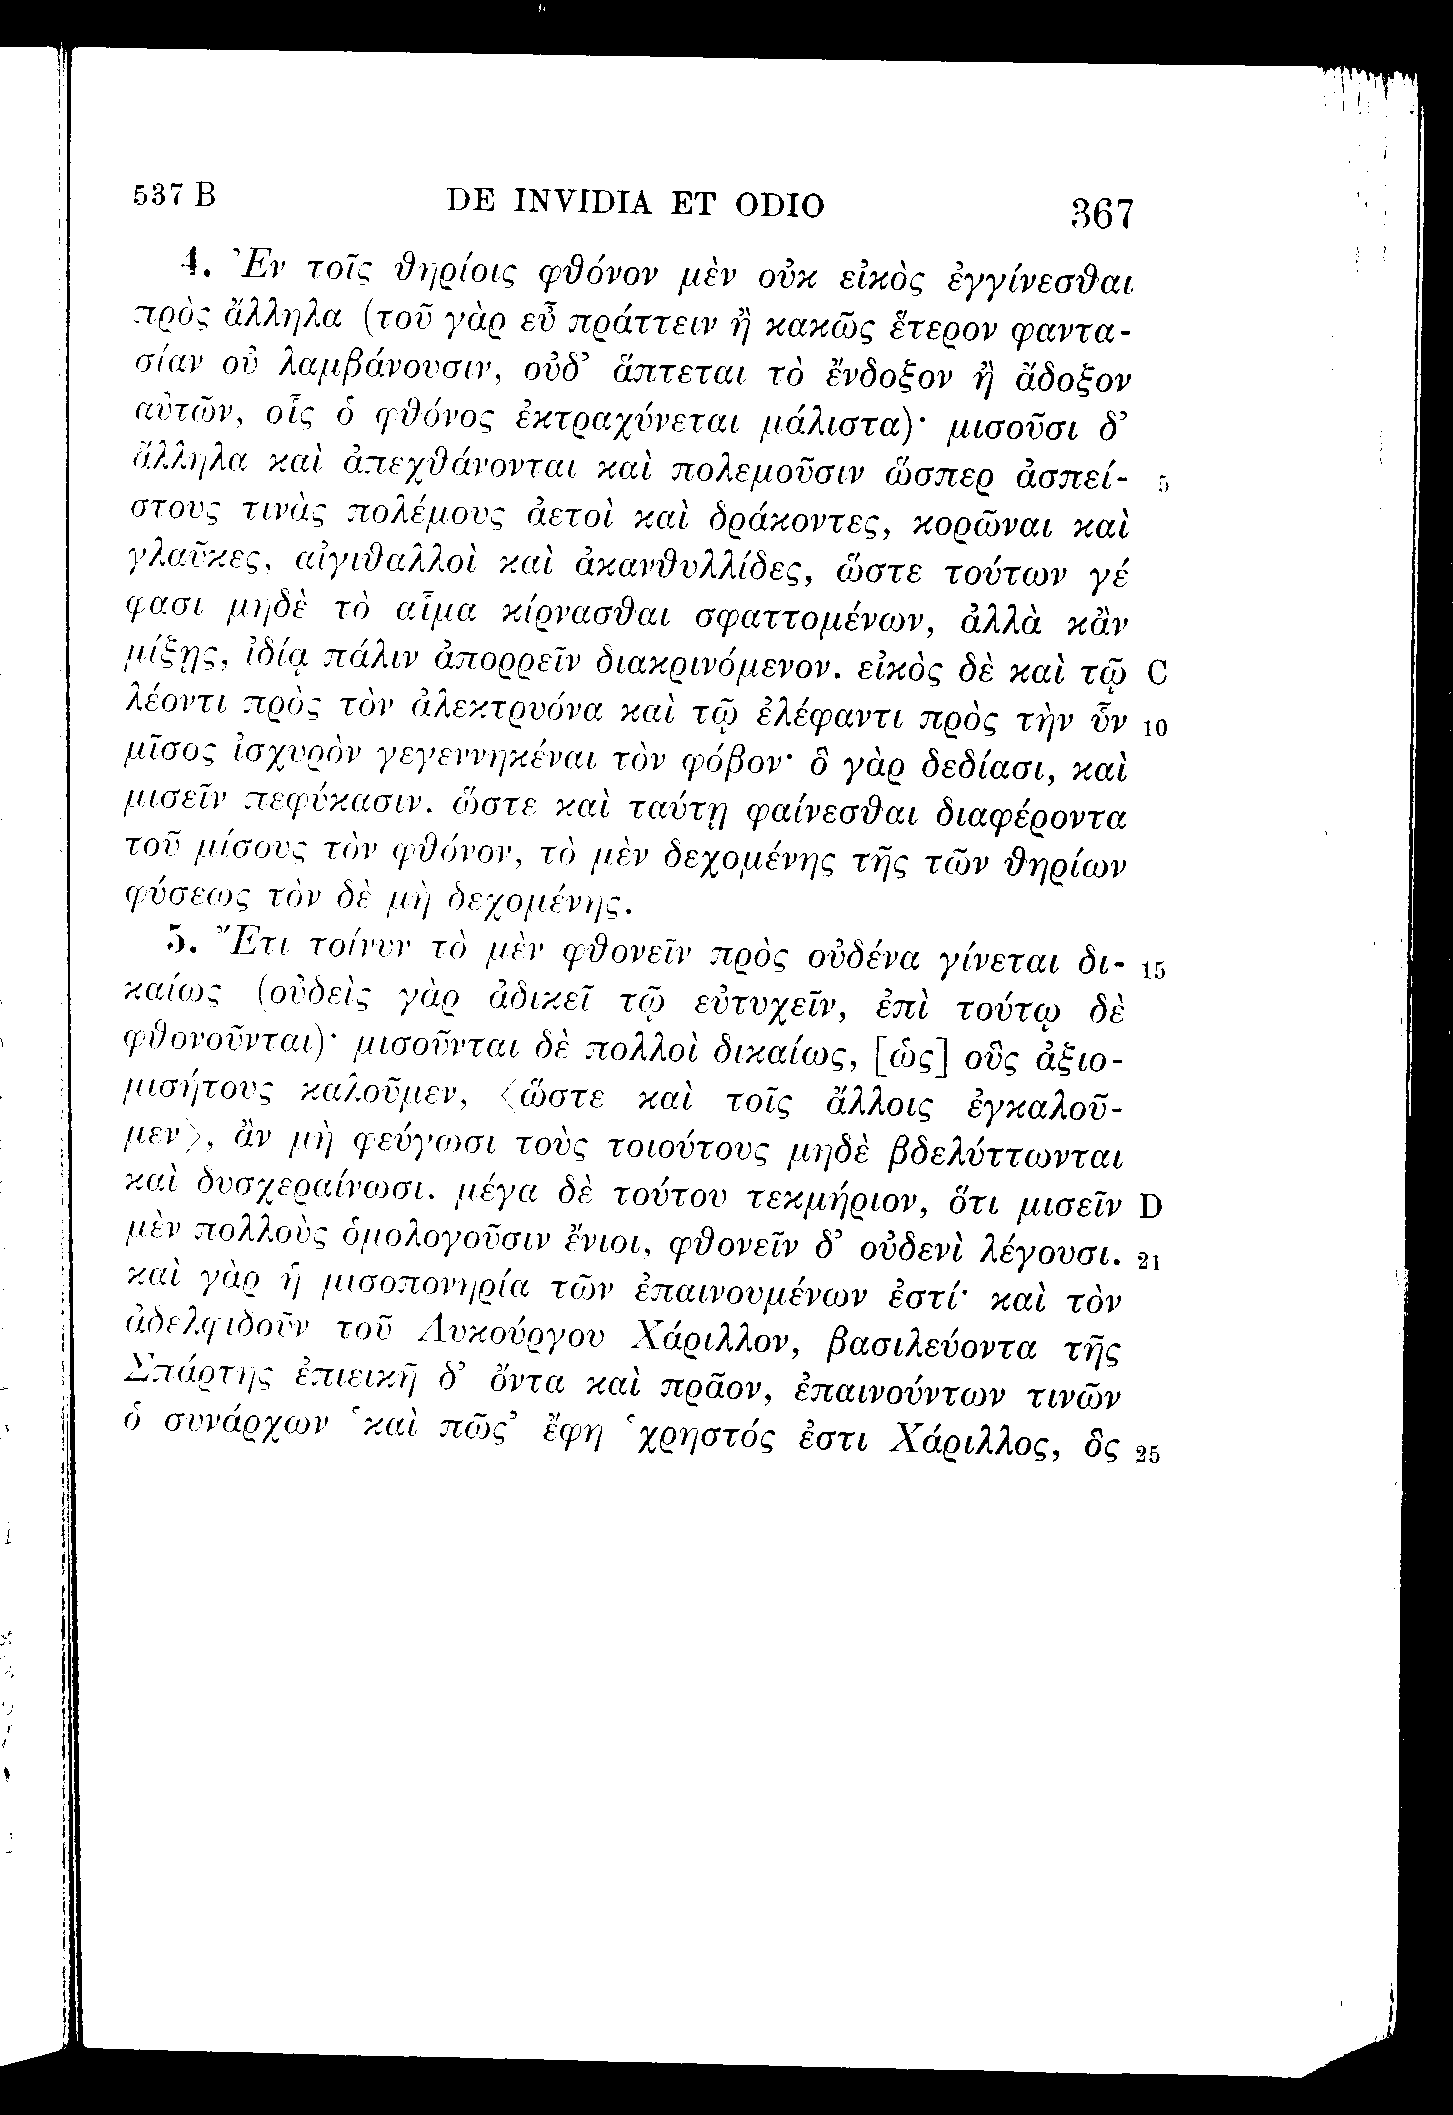 537 B DE INVIDIA ET ODIO 367
4. Ἐν τοῖς θηρίοις φθόνον μὲν οὐκ εἰκὸς ἐγγίνεσθαι
πρὸς ἄλληλα (τοῦ γὰρ εὖ πράττειν ἢ κακῶς ἕτερον φαντα-
σίαν οὐ λαμβάνουσιν, οὐδ’ ἅπτεται τὸ ἔνδοξον ἢ ἄδοξον
αὐτῶν, οἷς ὁ φθόνος ἐκτραχύνεται μάλιστα)· μισοῦσι δ’
ἄλληλα καὶ ἀπεχθάνονται καὶ πολεμοῦσιν ὥσπερ ἀσπεί- 5
στους τινὰς πολέμους ἀετοὶ καὶ δράκοντες, κορῶναι καὶ
γλαῦκες, αἰγιθαλλοὶ καὶ ἀκανθυλλίδες, ὥστε τούτων γέ
φασι μηδὲ τὸ αἷμα κίρνασθαι σφαττομένων, ἀλλὰ κἂν
μίξῃς, ἰδίᾳ πάλιν ἀπορρεῖν διακρινόμενον. εἰκὸς δὲ καὶ τῷ C
λέοντι πρὸς τὸν ἀλεκτρυόνα καὶ τῷ ἐλέφαντι πρὸς τὴν ὗν 10
μῖσος ἰσχυρὸν γεγεννηκέναι τὸν φόβον· ὃ γὰρ δεδίασι, καὶ
μισεῖν πεφύκασιν. ὥστε καὶ ταύτῃ φαίνεσθαι διαφέροντα
τοῦ μίσους τὸν φθόνον, τὸ μὲν δεχομένης τῆς τῶν θηρίων
φύσεως τὸν δὲ μὴ δεχομένης.
5. Ἔτι τοίνυν τὸ μὲν φθονεῖν πρὸς οὐδένα γίνεται δι- 15
καίως (οὐδεὶς γὰρ ἀδικεῖ τῷ εὐτυχεῖν, ἐπὶ τούτῳ δὲ
φθονοῦνται)· μισοῦνται δὲ πολλοὶ δικαίως, [ὡς] οὓς ἀξιο-
μισήτους καλοῦμεν, ⟨ὥστε καὶ τοῖς ἄλλοις ἐγκαλοῦ-
μεν⟩, ἂν μὴ φεύγωσι τοὺς τοιούτους μηδὲ βδελύττωνται
καὶ δυσχεραίνωσι. μέγα δὲ τούτου τεκμήριον, ὅτι μισεῖν D
μὲν πολλοὺς ὁμολογοῦσιν ἔνιοι, φθονεῖν δ’ οὐδενὶ λέγουσι. 21
καὶ γὰρ ἡ μισοπονηρία τῶν ἐπαινουμένων ἐστί· καὶ τὸν
ἀδελφιδοῦν τοῦ Λυκούργου Χάριλλον, βασιλεύοντα τῆς
Σπάρτης ἐπιεικῆ δ’ ὄντα καὶ πρᾶον, ἐπαινούντων τινῶν
ὁ συνάρχων ‘καὶ πῶς’ ἔφη ‘χρηστός ἐστι Χάριλλος, ὃς 25